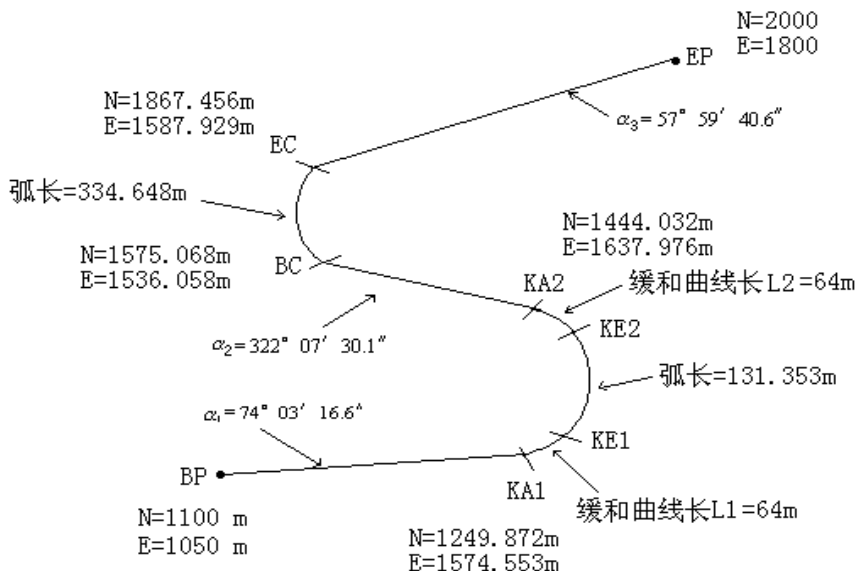 N=2000
E=1800
EP
α₃=57° 59′ 40.6″
N=1867.456m
E=1587.929m
EC
弧长=334.648m
N=1575.068m
E=1536.058m
BC
N=1444.032m
E=1637.976m
KA2
缓和曲线长L2=64m
KE2
α₂=322° 07′ 30.1″
弧长=131.353m
α₁=74° 03′ 16.6″
KE1
BP
KA1
缓和曲线长L1=64m
N=1100 m
E=1050 m
N=1249.872m
E=1574.553m